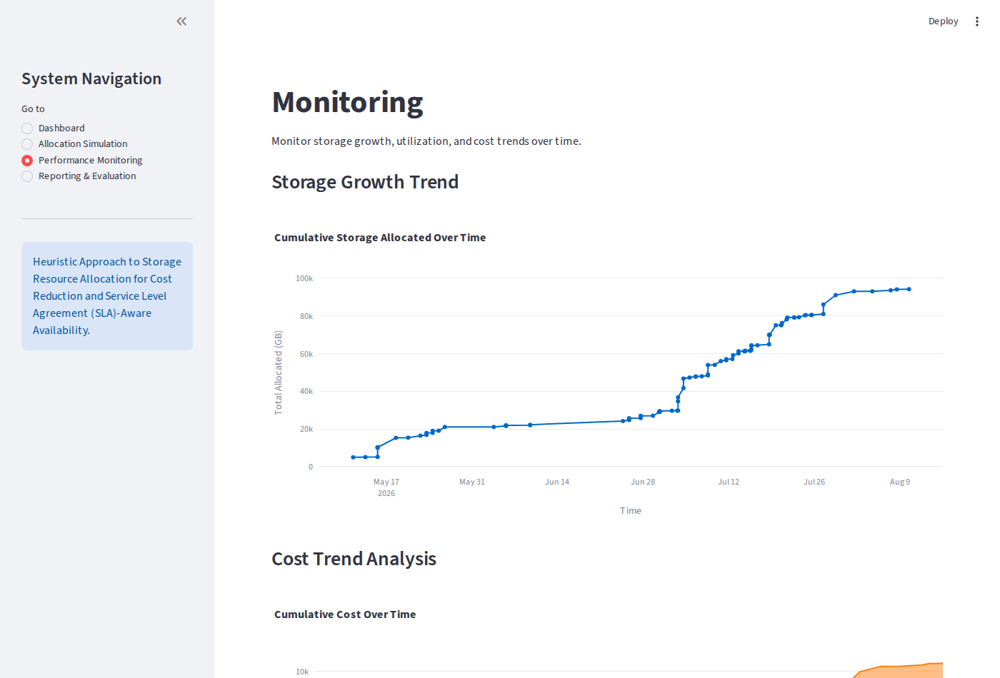 Deploy
System Navigation
Go to
Dashboard
Allocation Simulation
Performance Monitoring
Reporting & Evaluation
Heuristic Approach to Storage
Resource Allocation for Cost
Reduction and Service Level
Agreement (SLA)-Aware
Availability.
Monitoring
Monitor storage growth, utilization, and cost trends over time.
Storage Growth Trend
Cumulative Storage Allocated Over Time
Total Allocated (GB)
100k
80k
60k
40k
20k
0
May 17 May 31 Jun 14 Jun 28 Jul 12 Jul 26 Aug 9
2026
Time
Cost Trend Analysis
Cumulative Cost Over Time
10k